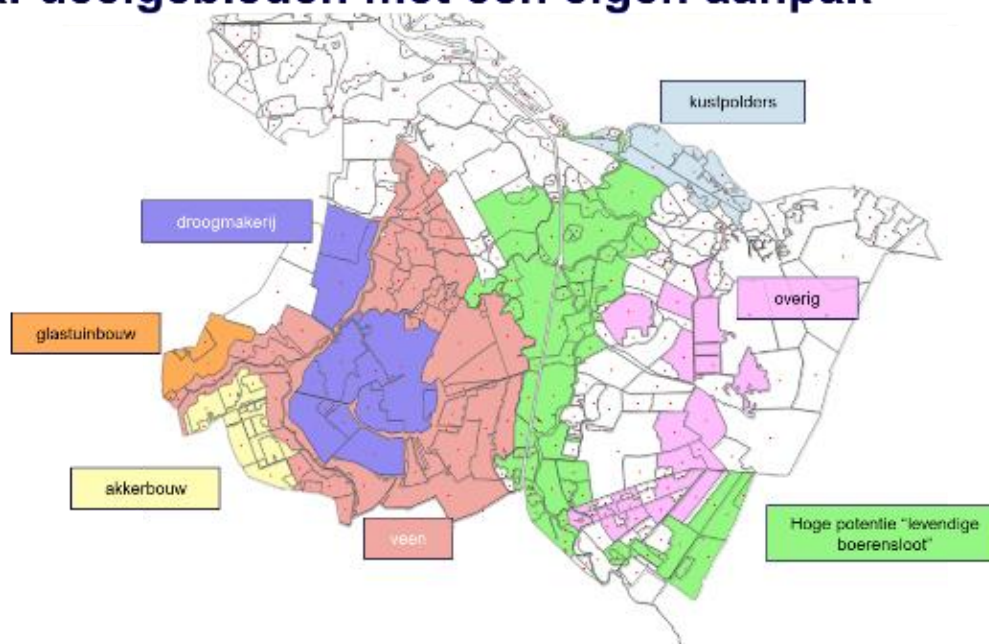 deelgebieden met een eigen aanpak
kustpolders
droogmakerij
overig
glastuinbouw
akkerbouw
veen
Hoge potentie "levendige
boerensloot"